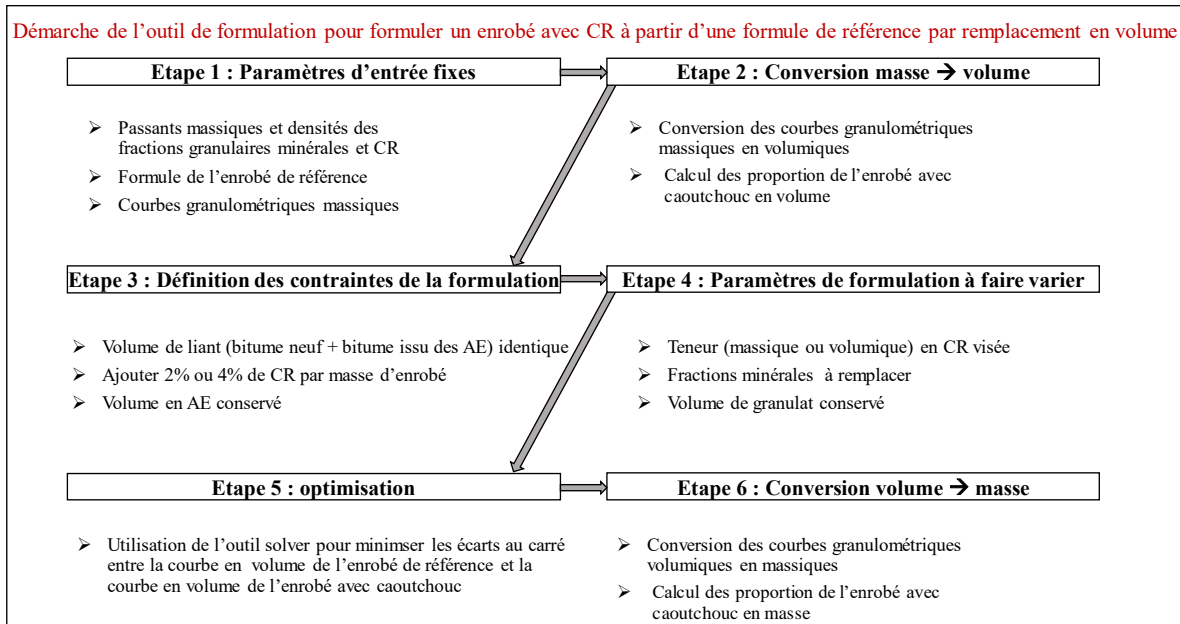 Démarche de l'outil de formulation pour formuler un enrobé avec CR à partir d'une formule de référence par remplacement en volume
Etape 1 : Paramètres d'entrée fixes
➢ Passants massiques et densités des
fractions granulaires minérales et CR
➢ Formule de l'enrobé de référence
➢ Courbes granulométriques massiques
Etape 2 : Conversion masse → volume
➢ Conversion des courbes granulométriques
massiques en volumiques
➢ Calcul des proportion de l'enrobé avec
caoutchouc en volume
Etape 3 : Définition des contraintes de la formulation
➢ Volume de liant (bitume neuf + bitume issu des AE) identique
➢ Ajouter 2% ou 4% de CR par masse d'enrobé
➢ Volume en AE conservé
Etape 4 : Paramètres de formulation à faire varier
➢ Teneur (massique ou volumique) en CR visée
➢ Fractions minérales à remplacer
➢ Volume de granulat conservé
Etape 5 : optimisation
➢ Utilisation de l'outil solver pour minimser les écarts au carré
entre la courbe en volume de l'enrobé de référence et la
courbe en volume de l'enrobé avec caoutchouc
Etape 6 : Conversion volume → masse
➢ Conversion des courbes granulométriques
volumiques en massiques
➢ Calcul des proportion de l'enrobé avec
caoutchouc en masse